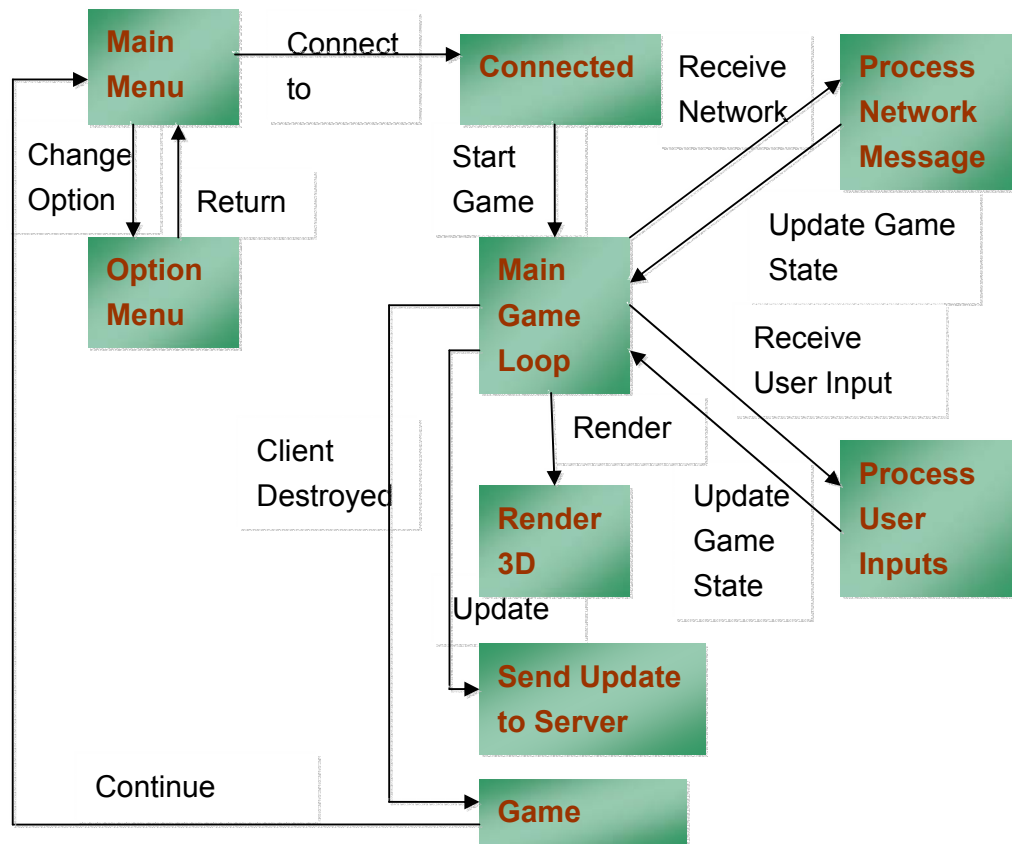 Main
Menu
Connect
to
Connected
Receive
Network
Process
Network
Message
Change
Option
Return
Start
Game
Update Game
State
Option
Menu
Main
Game
Loop
Receive
User Input
Render
Client
Destroyed
Process
User
Inputs
Update
Game
State
Render
3D
Update
Send Update
to Server
Continue
Game